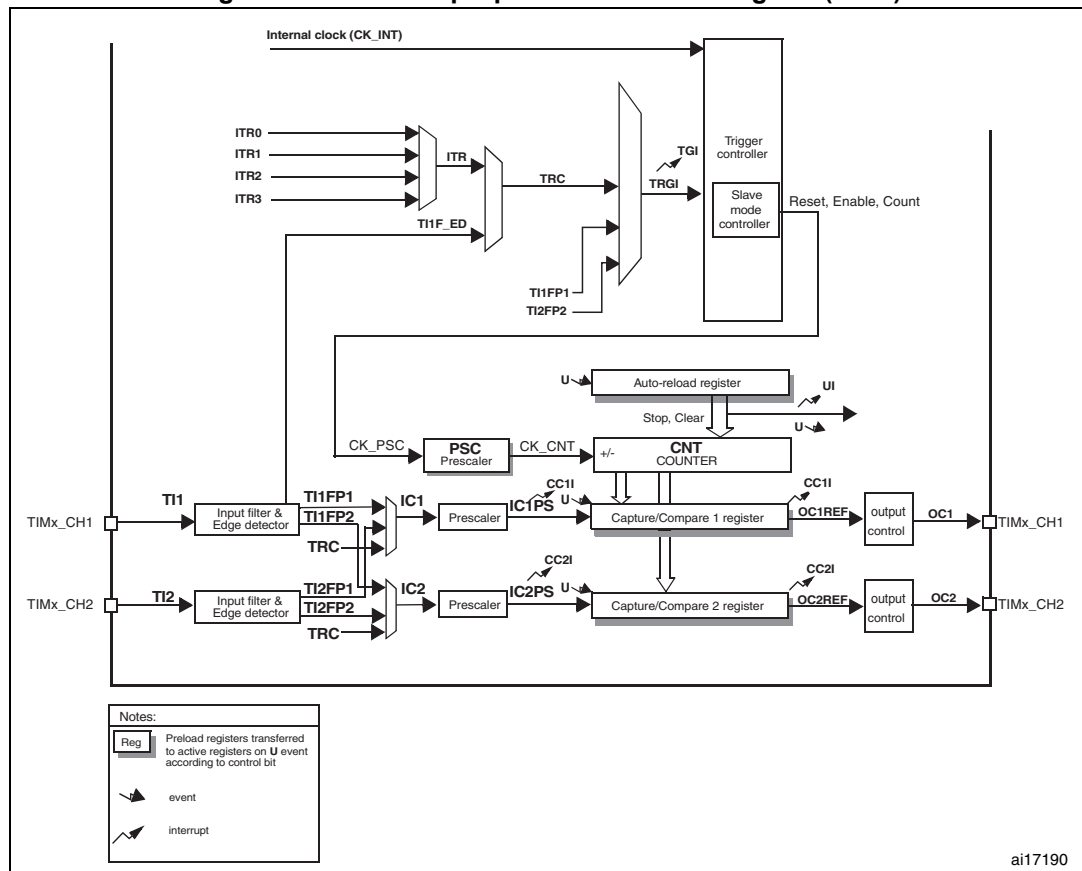 Internal clock (CK_INT)
ITR0
ITR1
ITR2
ITR3
ITR
TI1F_ED
TRC
TI1FP1
TI2FP2
TGI
TRGI
Trigger
controller
Slave
mode
controller
Reset, Enable, Count
U
Auto-reload register
UI
Stop, Clear
U
CK_PSC
PSC
Prescaler
CK_CNT
+/-
CNT
COUNTER
TIMx_CH1
TI1
Input filter &
Edge detector
TI1FP1
TI1FP2
TRC
IC1
Prescaler
CC1I
IC1PS
U
Capture/Compare 1 register
CC1I
OC1REF
output
control
OC1
TIMx_CH1
TIMx_CH2
TI2
Input filter &
Edge detector
TI2FP1
TI2FP2
TRC
IC2
Prescaler
CC2I
IC2PS
U
Capture/Compare 2 register
CC2I
OC2REF
output
control
OC2
TIMx_CH2
Notes:
Reg
Preload registers transferred
to active registers on U event
according to control bit
event
interrupt
ai17190